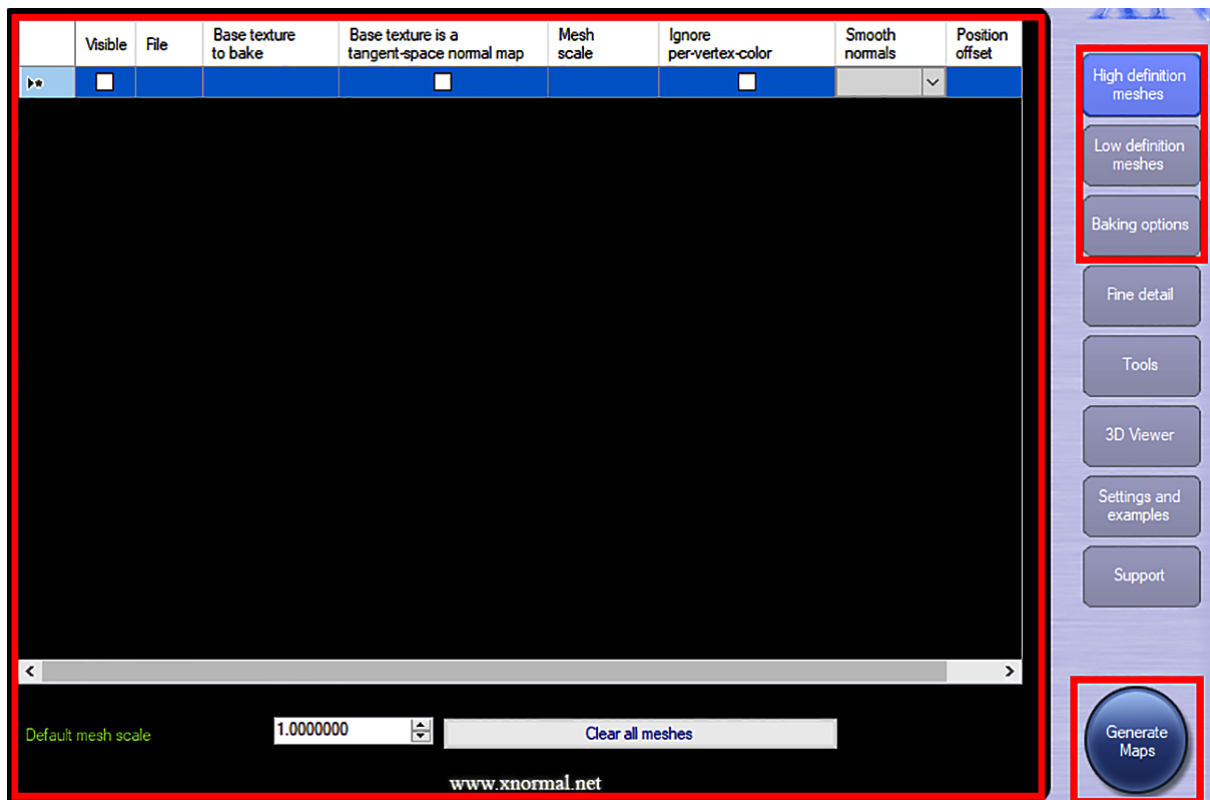 Visible
File
Base texture
to bake
Base texture is a
tangent-space normal map
Mesh
scale
Ignore
per-vertex-color
Smooth
normals
Position
offset
High definition
meshes
Low definition
meshes
Baking options
Fine detail
Tools
3D Viewer
Settings and
examples
Support
Default mesh scale
1.0000000
Clear all meshes
www.xnormal.net
Generate
Maps